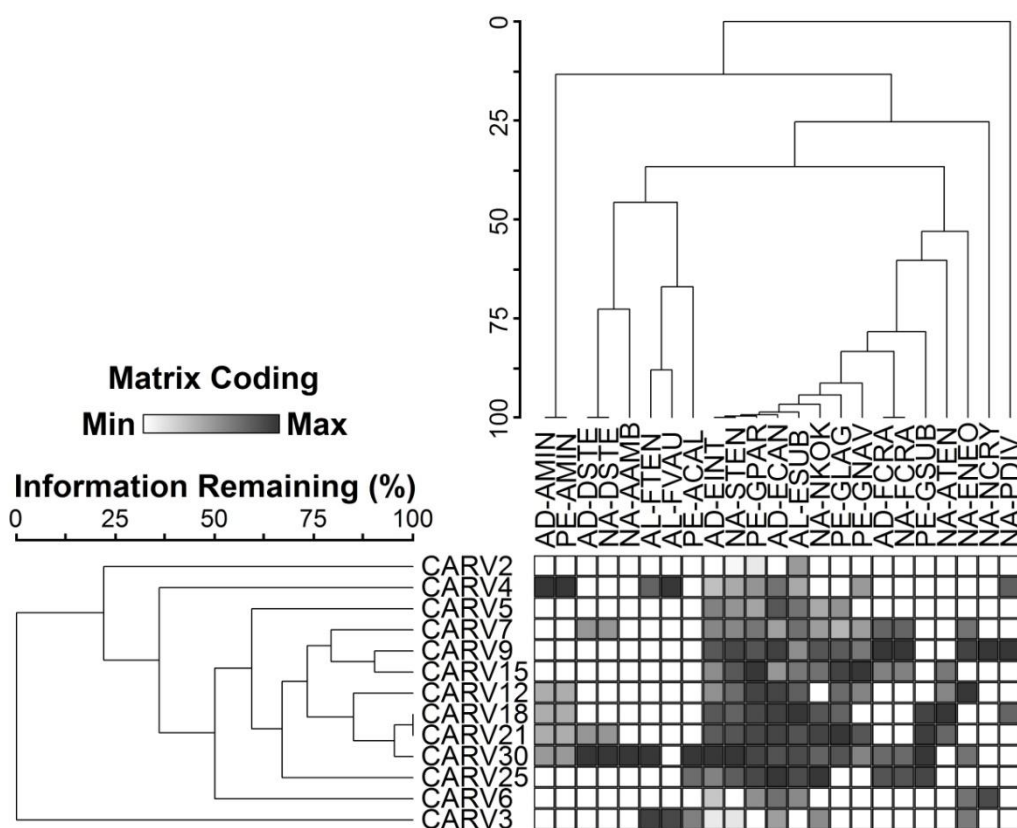 0
25
50
75
100
Matrix Coding
Min Max
Information Remaining (%)
0 25 50 75 100
AD-AMIN
PE-AMIN
AD-DSTE
NA-DSTE
NA-AAMB
AL-FTEN
AL-FVAU
PE-ACAL
AD-EINT
NA-STEN
PE-GPAR
AD-ECAN
AL-ESUB
NA-NKOK
PE-GLAG
PE-GNAV
AD-FCRA
NA-FCRA
PE-GSUB
NA-ATEN
NA-ENEO
NA-NCRY
NA-PDIV
CARV2
CARV4
CARV5
CARV7
CARV9
CARV15
CARV12
CARV18
CARV21
CARV30
CARV25
CARV6
CARV3